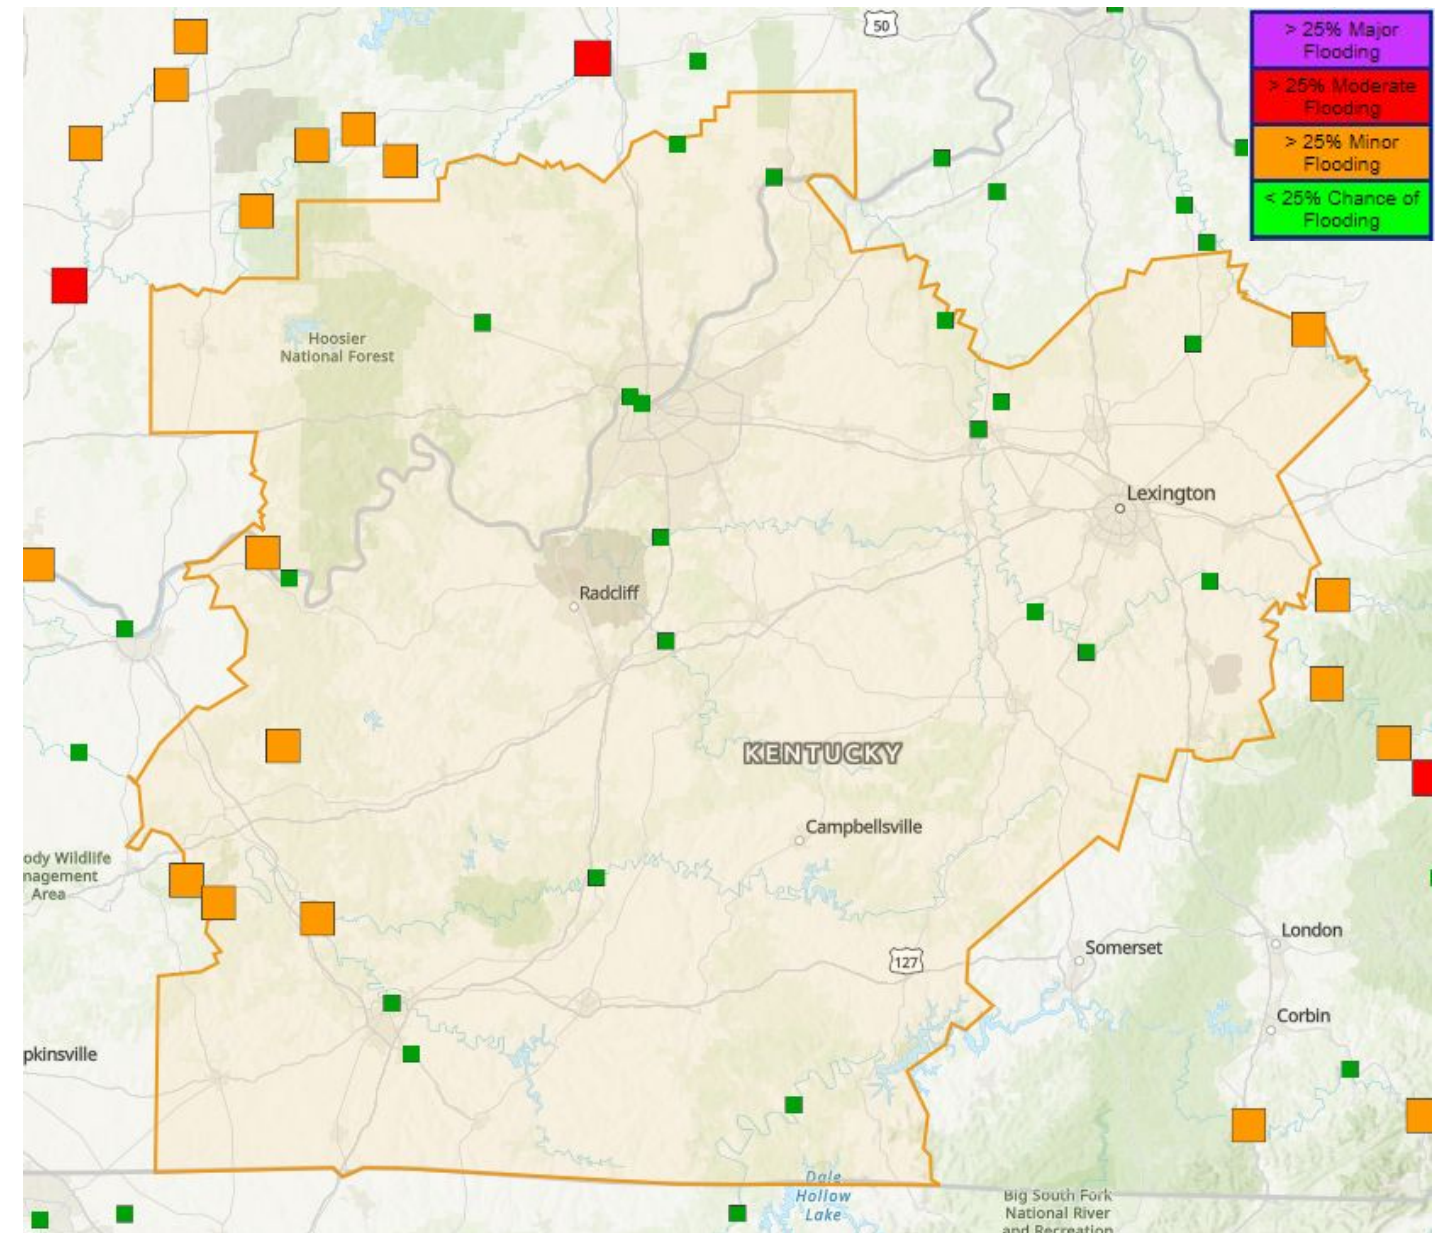 50
> 25% Major
Flooding
> 25% Moderate
Flooding
> 25% Minor
Flooding
< 25% Chance of
Flooding
Hoosier
National Forest
Lexington
Radcliff
KENTUCKY
Campbellsville
ody Wildlife
nagement
Area
London
Somerset
127
Corbin
pkinsville
Dale
Hollow
Lake
Big South Fork
National River
and Recreation